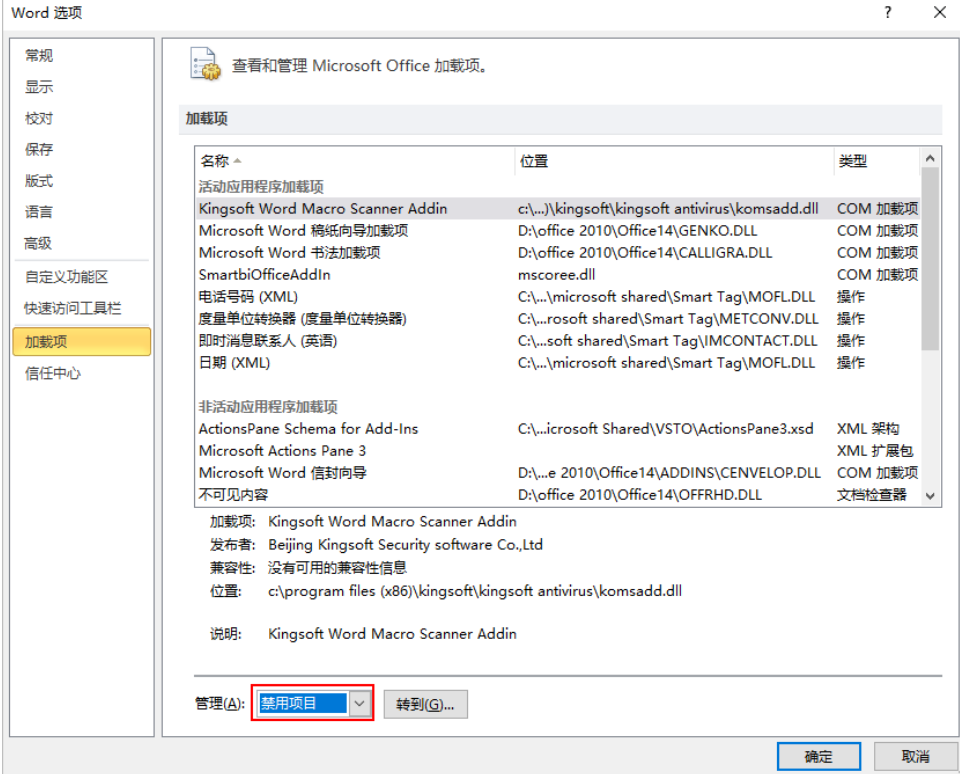 Word 选项
?
常规
显示
校对
保存
版式
语言
高级
自定义功能区
快速访问工具栏
加载项
信任中心
查看和管理 Microsoft Office 加载项。
加载项
名称 位置 类型
活动应用程序加载项
Kingsoft Word Macro Scanner Addin c:\...)\kingsoft\kingsoft antivirus\komsadd.dll COM 加载项
Microsoft Word 稿纸向导加载项 D:\office 2010\Office14\GENKO.DLL COM 加载项
Microsoft Word 书法加载项 D:\office 2010\Office14\CALLIGRA.DLL COM 加载项
SmartbiOfficeAddIn mscoree.dll COM 加载项
电话号码 (XML) C:\...\microsoft shared\Smart Tag\MOFL.DLL 操作
度量单位转换器 (度量单位转换器) C:\...rosoft shared\Smart Tag\METCONV.DLL 操作
即时消息联系人 (英语) C:\...soft shared\Smart Tag\IMCONTACT.DLL 操作
日期 (XML) C:\...\microsoft shared\Smart Tag\MOFL.DLL 操作
非活动应用程序加载项
ActionsPane Schema for Add-Ins C:\...icrosoft Shared\VSTO\ActionsPane3.xsd XML 架构
Microsoft Actions Pane 3 XML 扩展包
Microsoft Word 信封向导 D:\...e 2010\Office14\ADDINS\CENVELOP.DLL COM 加载项
不可见内容 D:\office 2010\Office14\OFFRHD.DLL 文档检查器
加载项: Kingsoft Word Macro Scanner Addin
发布者: Beijing Kingsoft Security software Co.,Ltd
兼容性: 没有可用的兼容性信息
位置: c:\program files (x86)\kingsoft\kingsoft antivirus\komsadd.dll
说明: Kingsoft Word Macro Scanner Addin
管理(A): 禁用项目 转到(G)...
确定 取消